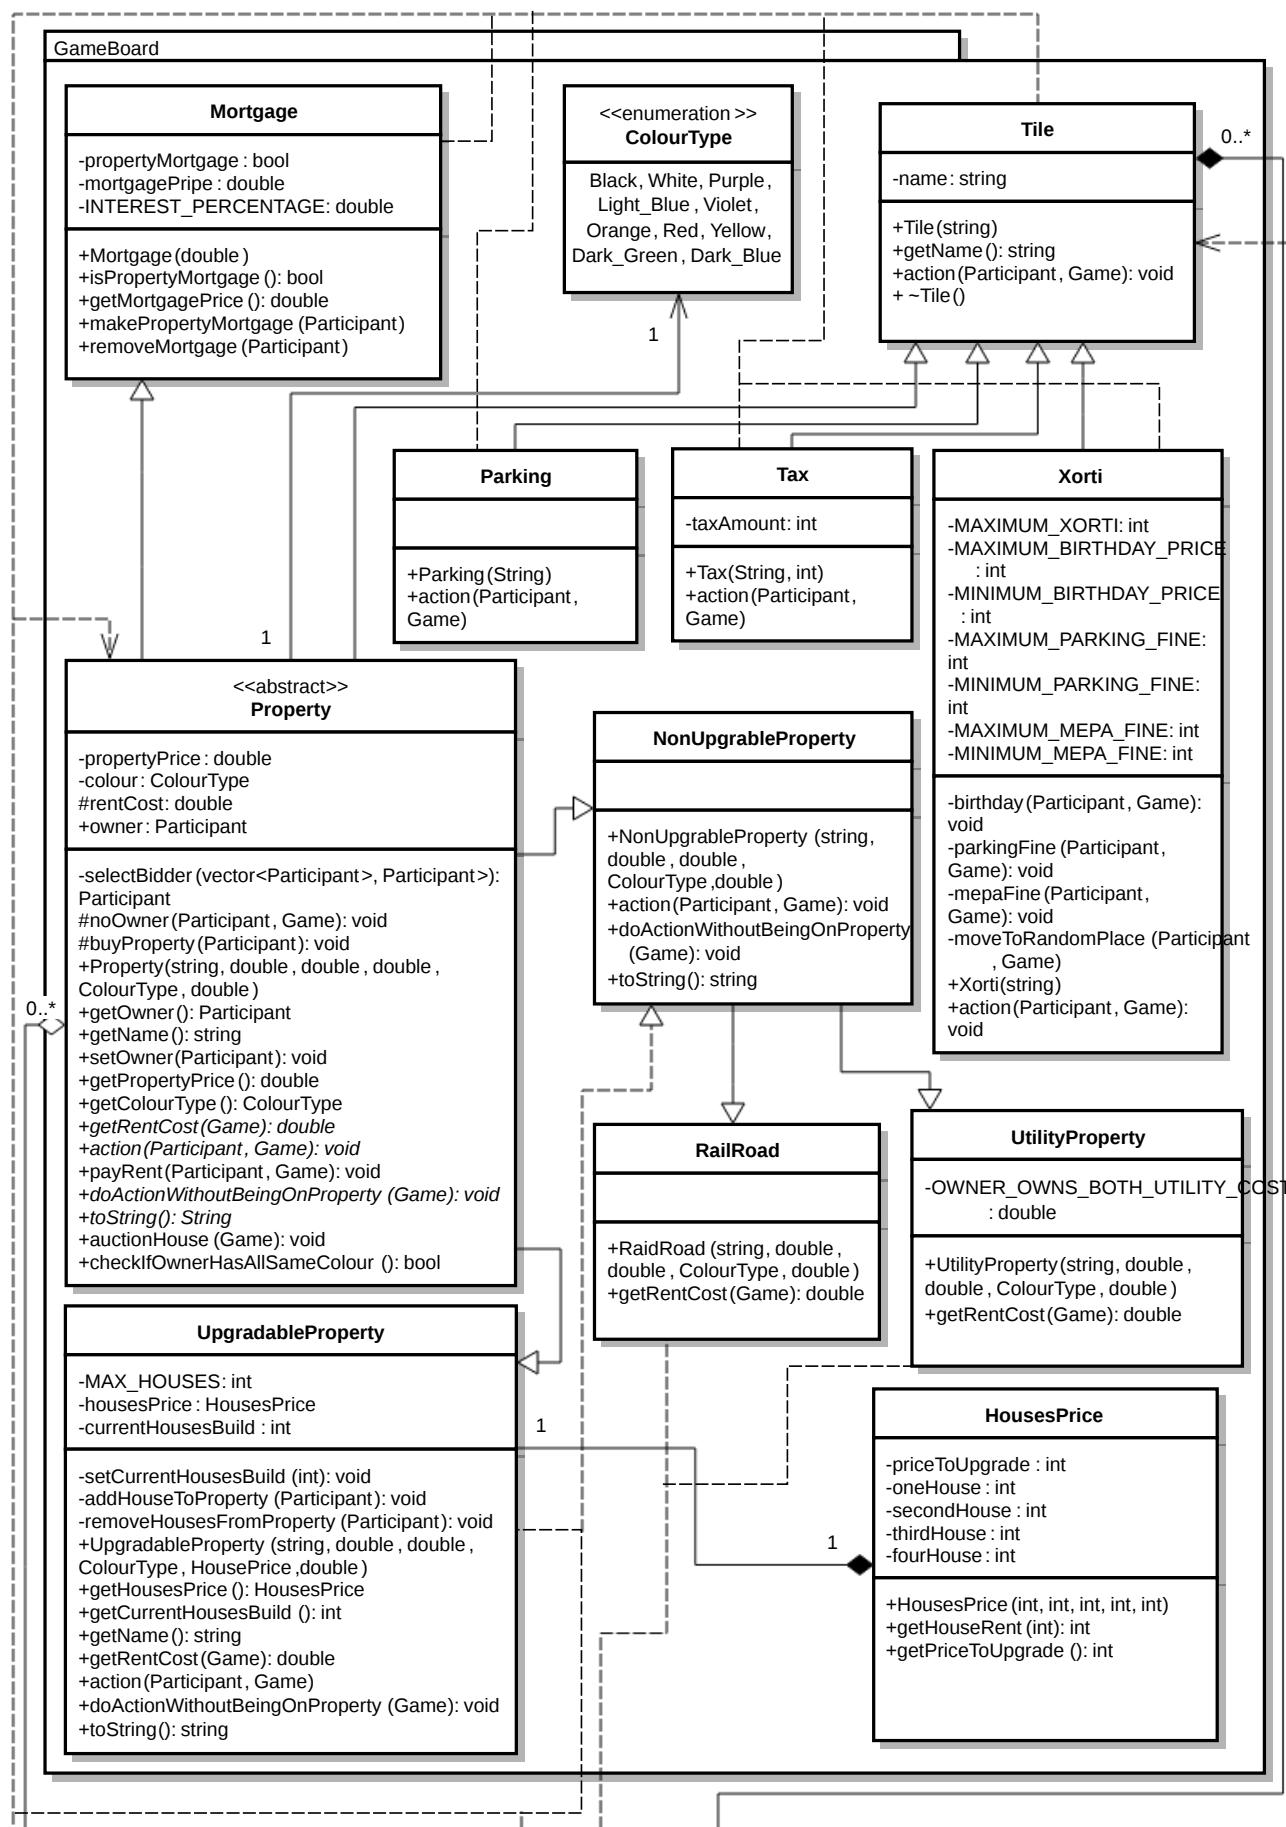 GameBoard
Mortgage
-propertyMortgage: bool
-mortgagePripe: double
-INTEREST_PERCENTAGE: double
+Mortgage(double)
+isPropertyMortgage(): bool
+getMortgagePrice(): double
+makePropertyMortgage(Participant)
+removeMortgage(Participant)
<<enumeration>>
ColourType
Black, White, Purple,
Light_Blue, Violet,
Orange, Red, Yellow,
Dark_Green, Dark_Blue
Tile
-name: string
+Tile(string)
+getName(): string
+action(Participant, Game): void
+ ~Tile()
0..*
1
Parking
+Parking(String)
+action(Participant,
Game)
Tax
-taxAmount: int
+Tax(String, int)
+action(Participant,
Game)
Xorti
-MAXIMUM_XORTI: int
-MAXIMUM_BIRTHDAY_PRICE
: int
-MINIMUM_BIRTHDAY_PRICE
: int
-MAXIMUM_PARKING_FINE:
int
-MINIMUM_PARKING_FINE:
int
-MAXIMUM_MEPA_FINE: int
-MINIMUM_MEPA_FINE: int
-birthday(Participant, Game):
void
-parkingFine(Participant,
Game): void
-mepaFine(Participant,
Game): void
-moveToRandomPlace(Participant
, Game)
+Xorti(string)
+action(Participant, Game):
void
1
<<abstract>>
Property
-propertyPrice: double
-colour: ColourType
#rentCost: double
+owner: Participant
-selectBidder(vector<Participant>, Participant>):
Participant
#noOwner(Participant, Game): void
#buyProperty(Participant): void
+Property(string, double, double, double,
ColourType, double)
+getOwner(): Participant
+getName(): string
+setOwner(Participant): void
+getPropertyPrice(): double
+getColourType(): ColourType
+getRentCost(Game): double
+action(Participant, Game): void
+payRent(Participant, Game): void
+doActionWithoutBeingOnProperty(Game): void
+toString(): String
+auctionHouse(Game): void
+checkIfOwnerHasAllSameColour(): bool
0..*
NonUpgrableProperty
+NonUpgrableProperty(string,
double, double,
ColourType,double)
+action(Participant, Game): void
+doActionWithoutBeingOnProperty
(Game): void
+toString(): string
RailRoad
+RaidRoad(string, double,
double, ColourType, double)
+getRentCost(Game): double
UtilityProperty
-OWNER_OWNS_BOTH_UTILITY_COST
: double
+UtilityProperty(string, double,
double, ColourType, double)
+getRentCost(Game): double
UpgradableProperty
-MAX_HOUSES: int
-housesPrice: HousesPrice
-currentHousesBuild: int
-setCurrentHousesBuild(int): void
-addHouseToProperty(Participant): void
-removeHousesFromProperty(Participant): void
+UpgradableProperty(string, double, double,
ColourType, HousePrice,double)
+getHousesPrice(): HousesPrice
+getCurrentHousesBuild(): int
+getName(): string
+getRentCost(Game): double
+action(Participant, Game)
+doActionWithoutBeingOnProperty(Game): void
+toString(): string
1
1
HousesPrice
-priceToUpgrade: int
-oneHouse: int
-secondHouse: int
-thirdHouse: int
-fourHouse: int
+HousesPrice(int, int, int, int, int)
+getHouseRent(int): int
+getPriceToUpgrade(): int